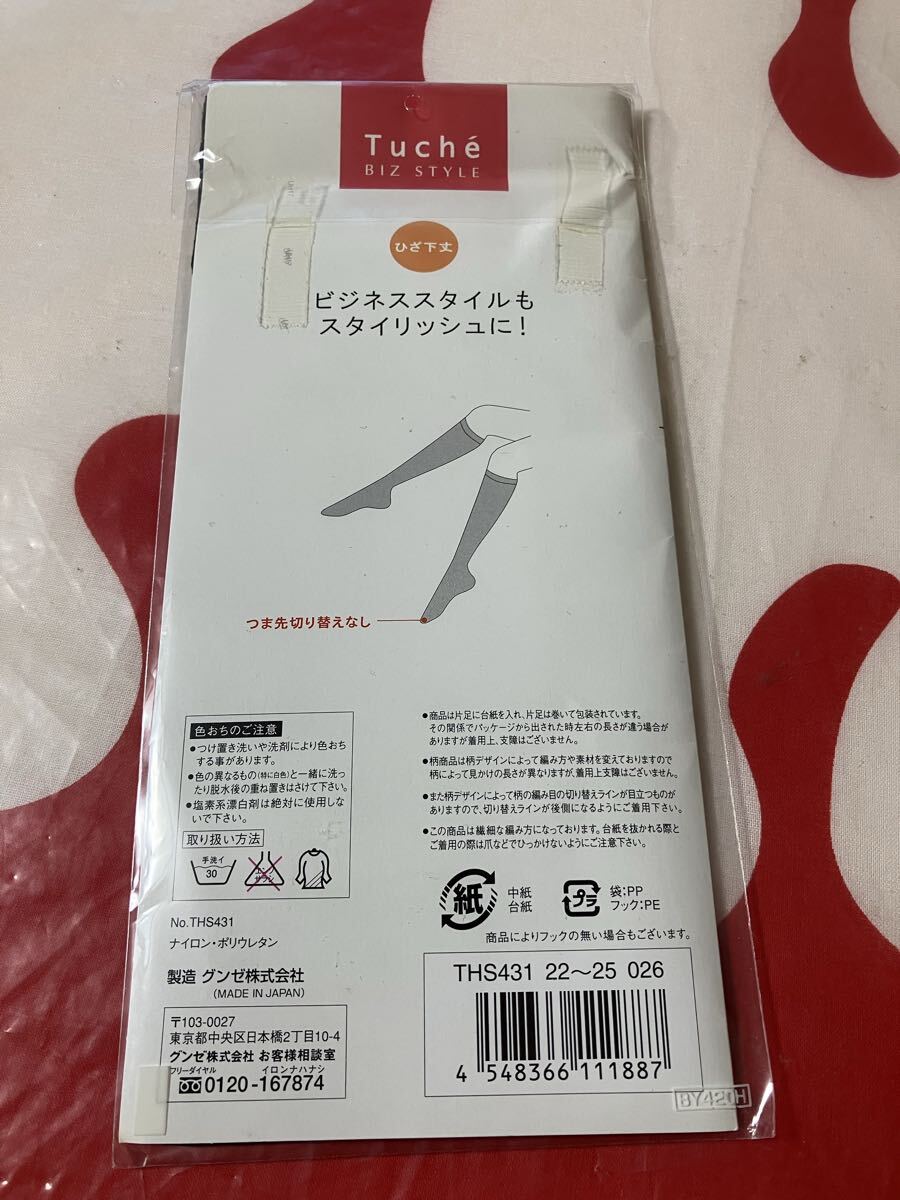 Tuché
BIZ STYLE
ひざ下丈
ビジネススタイルも
スタイリッシュに!
つま先切り替えなし
色おちのご注意
●つけ置き洗いや洗剤により色おち
する事があります。
●色の異なるもの(特に白色)と一緒に洗っ
たり脱水後の重ね置きはさけて下さい。
●塩素系漂白剤は絶対に使用しな
いで下さい。
取り扱い方法
手洗イ
30
エンソ
サラシ
No.THS431
ナイロン・ポリウレタン
製造 グンゼ株式会社
(MADE IN JAPAN)
〒103-0027
東京都中央区日本橋2丁目10-4
グンゼ株式会社 お客様相談室
フリーダイヤル イロンナハナシ
0120-167874
●商品は片足に台紙を入れ、片足は巻いて包装されています。
その関係でパッケージから出された時左右の長さが違う場合が
ありますが着用上、支障はございません。
●柄商品は柄デザインによって編み方や素材を変えておりますので
柄によって見かけの長さが異なりますが、着用上支障はございません。
●また柄デザインによって柄の編み目の切り替えラインが目立つものが
ありますので、切り替えラインが後側になるようにご着用下さい。
●この商品は繊細な編み方になっております。台紙を抜かれる際と
ご着用の際は爪などでひっかけないようにご注意下さい。
紙
中紙
台紙
プラ
袋:PP
フック:PE
商品によりフックの無い場合もございます。
THS431 22～25 026
4 548366 111887
BY420H